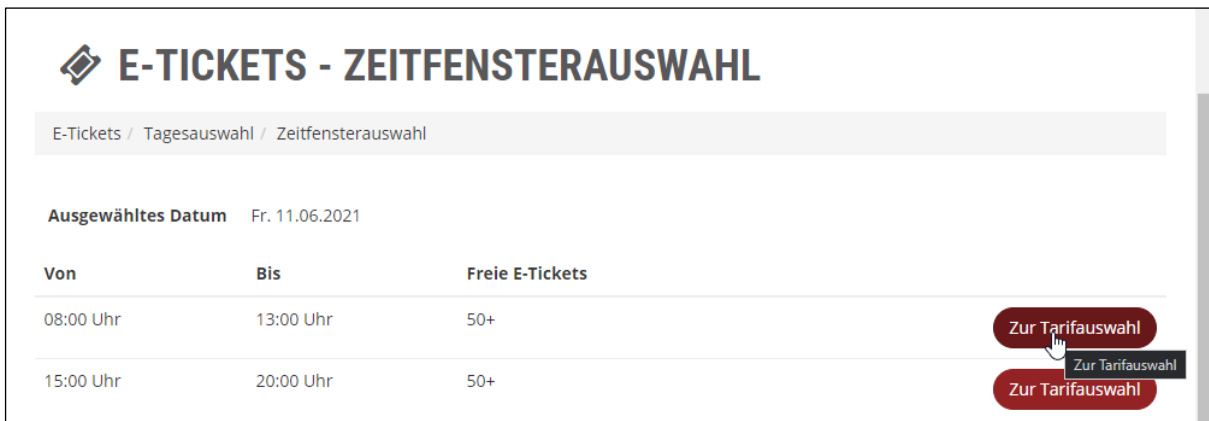 E-TICKETS - ZEITFENSTERAUSWAHL
E-Tickets / Tagesauswahl / Zeitfensterauswahl
Ausgewähltes Datum Fr. 11.06.2021
Von Bis Freie E-Tickets
08:00 Uhr 13:00 Uhr 50+ Zur Tarifauswahl
Zur Tarifauswahl
15:00 Uhr 20:00 Uhr 50+ Zur Tarifauswahl